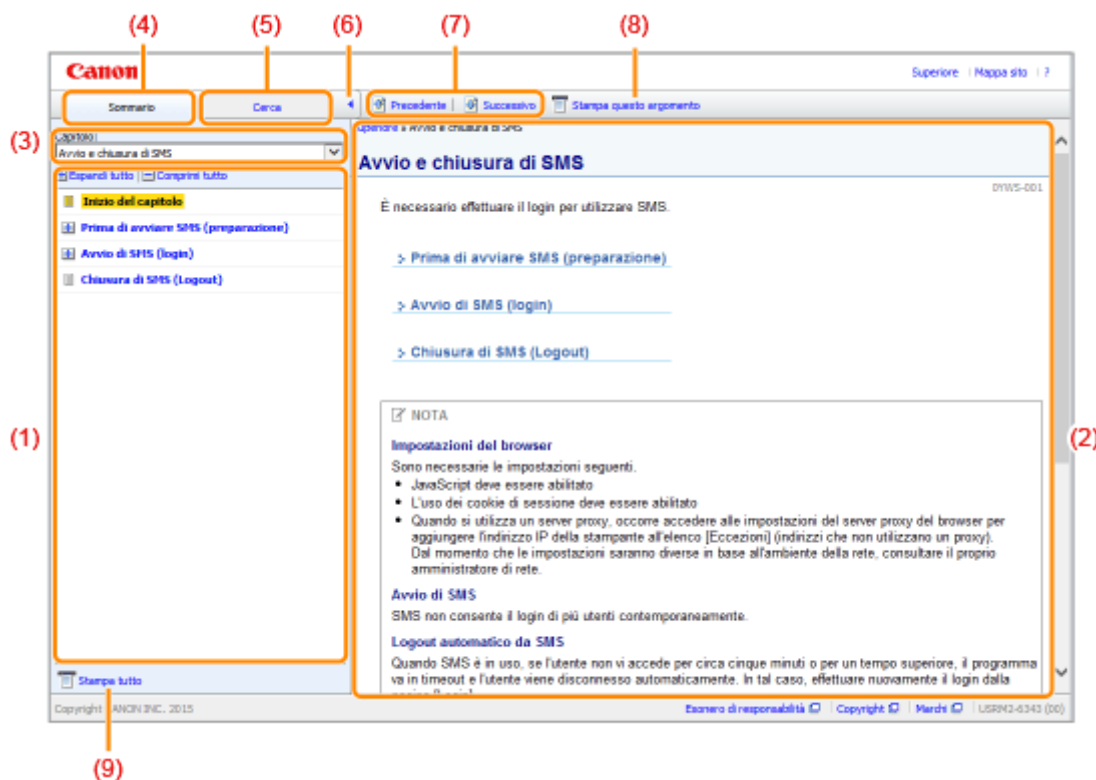 (4) (5) (6) (7) (8)
Canon
Superiore | Mappa sito | ?
Sommario Cerca Precedente | Successivo Stampa questo argomento
(3)
Capitolo:
Avvio e chiusura di SMS
Espandi tutto | Comprimi tutto
Inizio del capitolo
Prima di avviare SMS (preparazione)
Avvio di SMS (login)
Chiusura di SMS (Logout)
(1)
Stampa tutto
» Avvio e chiusura di SMS
Avvio e chiusura di SMS
DYWS-001
È necessario effettuare il login per utilizzare SMS.
Prima di avviare SMS (preparazione)
Avvio di SMS (login)
Chiusura di SMS (Logout)
NOTA
Impostazioni del browser
(2)
Sono necessarie le impostazioni seguenti.
• JavaScript deve essere abilitato
• L'uso dei cookie di sessione deve essere abilitato
• Quando si utilizza un server proxy, occorre accedere alle impostazioni del server proxy del browser per
aggiungere l'indirizzo IP della stampante all'elenco [Eccezioni] (indirizzi che non utilizzano un proxy).
Dal momento che le impostazioni saranno diverse in base all'ambiente della rete, consultare il proprio
amministratore di rete.
Avvio di SMS
SMS non consente il login di più utenti contemporaneamente.
Logout automatico da SMS
Quando SMS è in uso, se l'utente non vi accede per circa cinque minuti o per un tempo superiore, il programma
va in timeout e l'utente viene disconnesso automaticamente. In tal caso, effettuare nuovamente il login dalla
Copyright CANON INC. 2015
Esonero di responsabilità | Copyright | Marchi | USRM2-6343 (00)
(9)